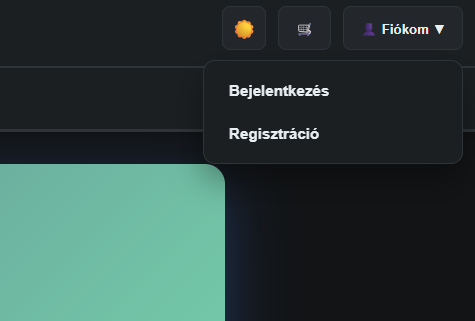 Fiókom ▼
Bejelentkezés
Regisztráció